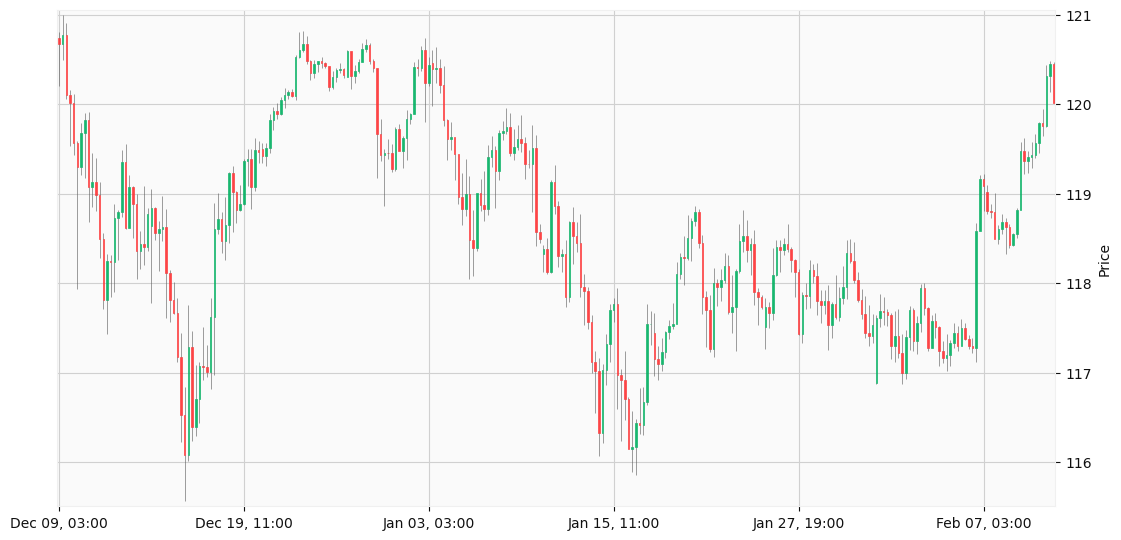 121
120
119
118
117
116
Price
Dec 09, 03:00
Dec 19, 11:00
Jan 03, 03:00
Jan 15, 11:00
Jan 27, 19:00
Feb 07, 03:00